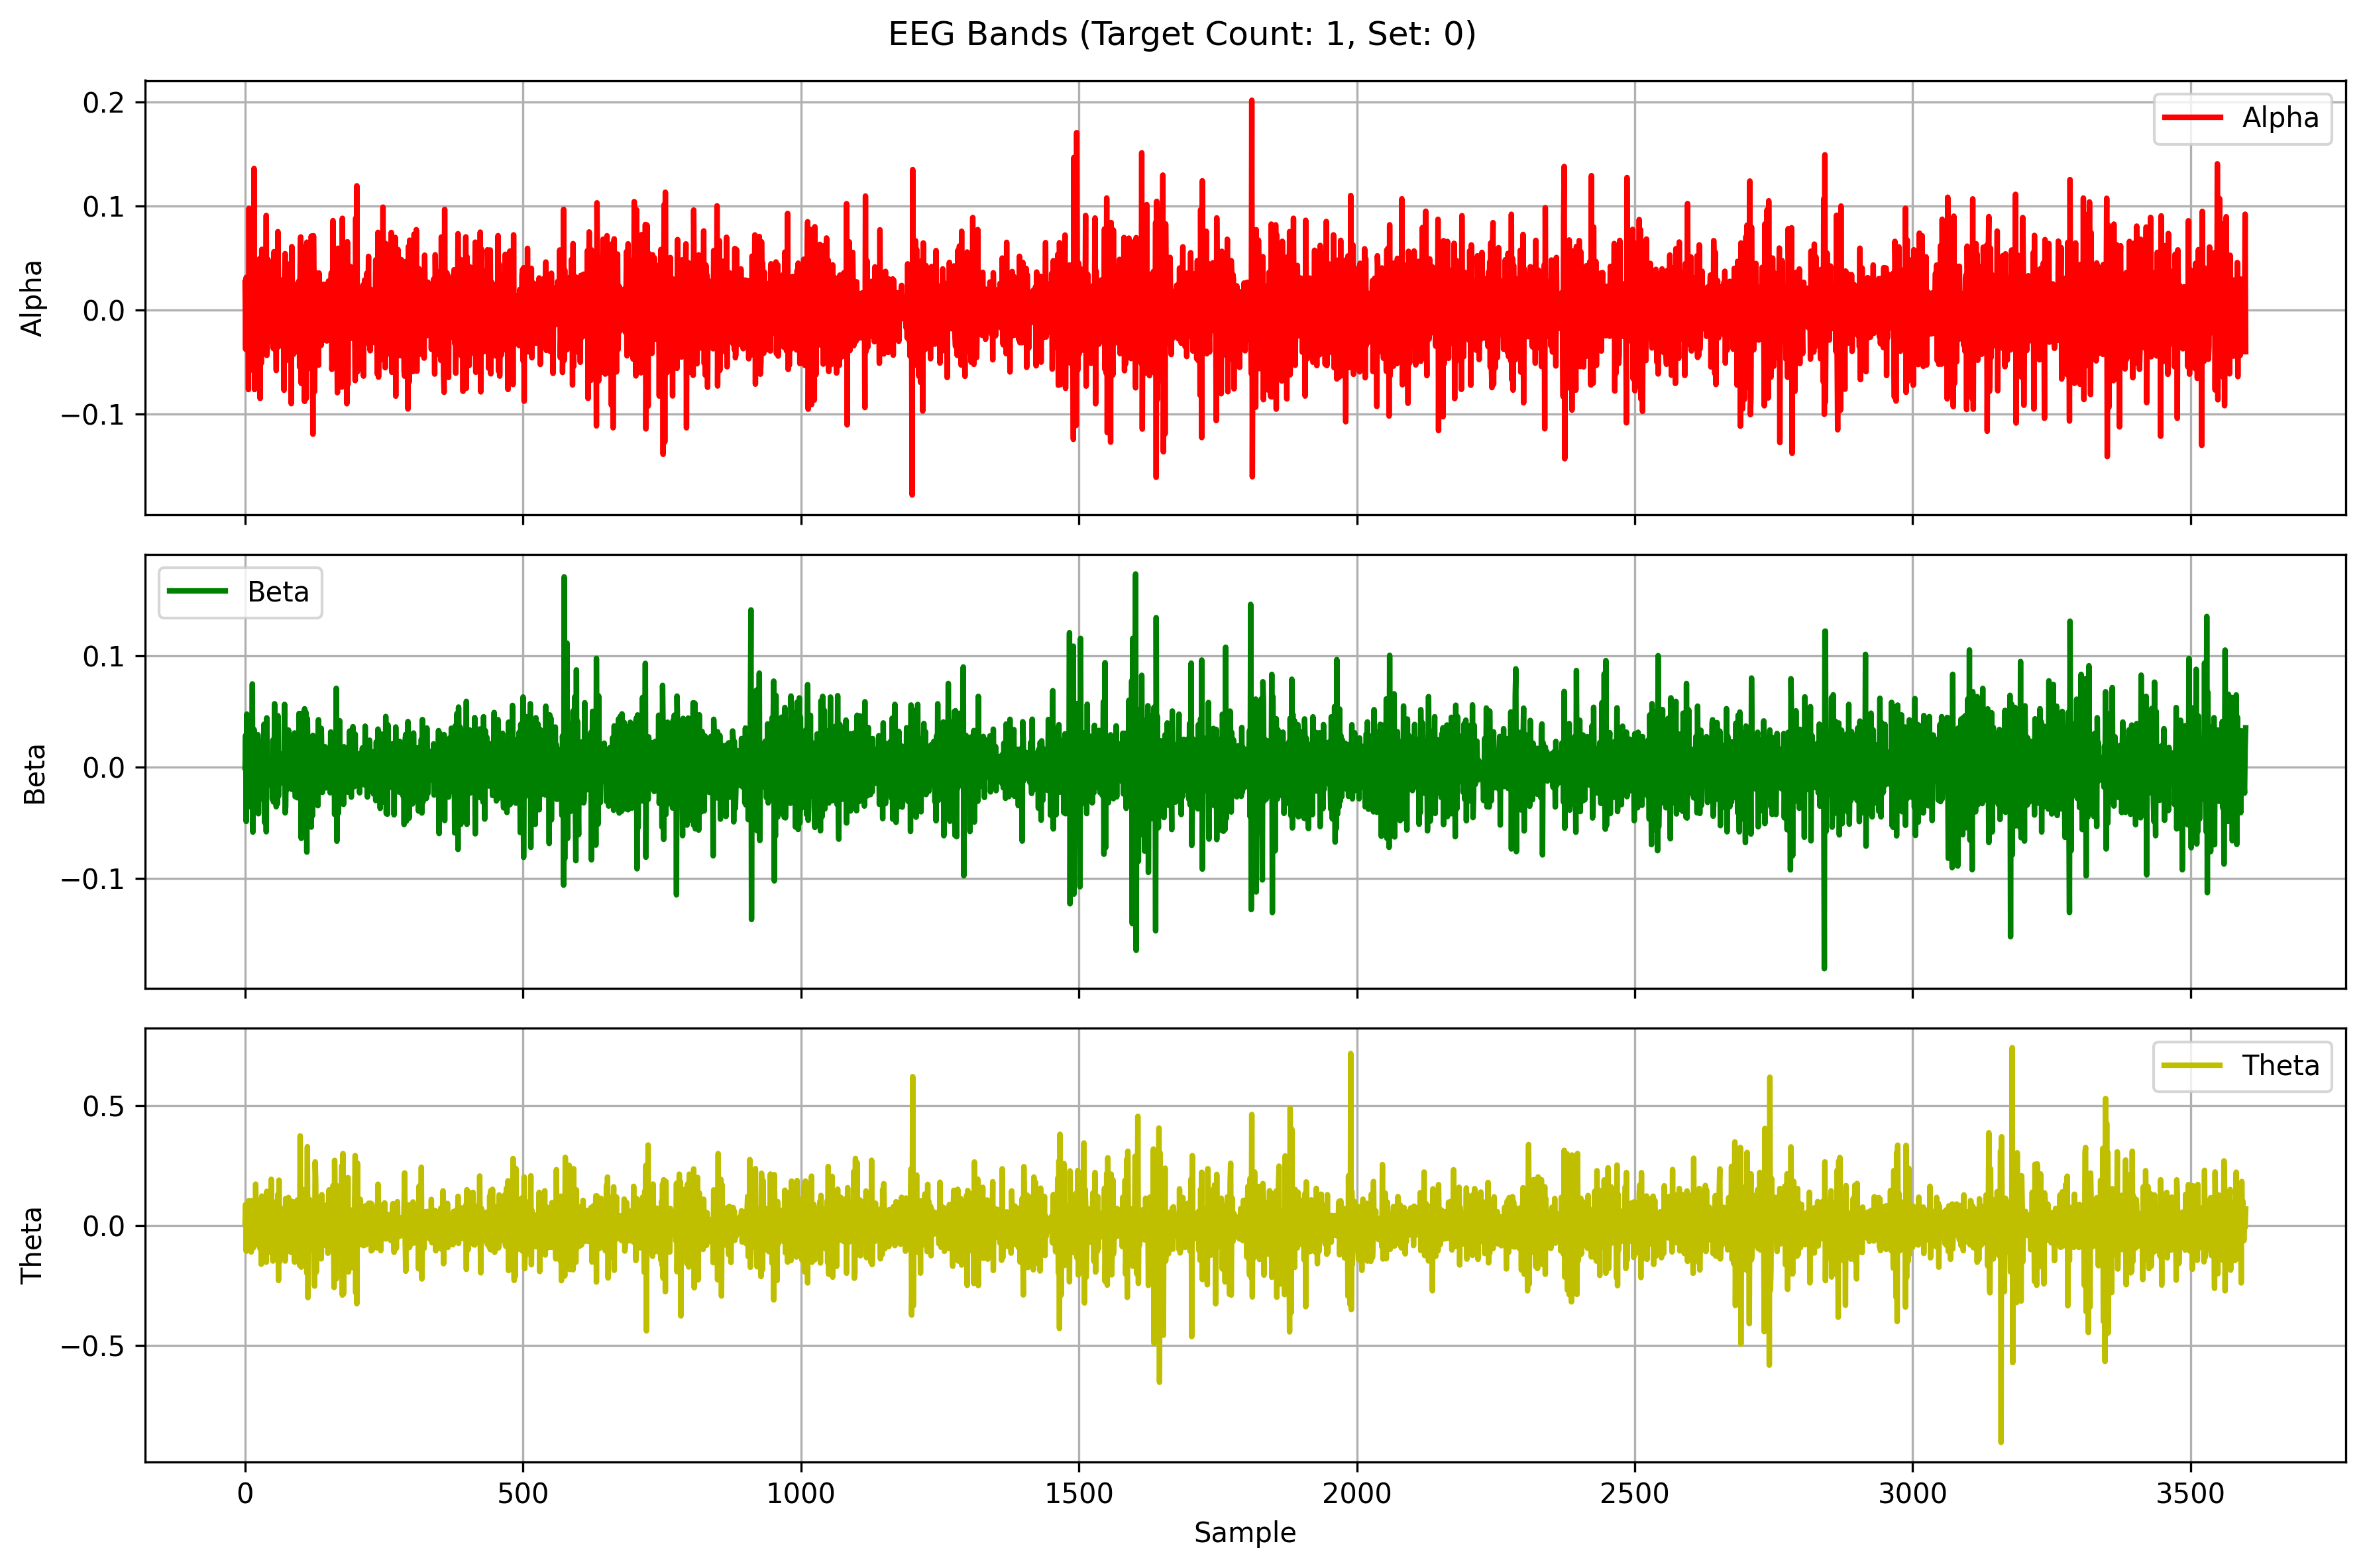 EEG Bands (Target Count: 1, Set: 0)
0.2
0.1
0.0
−0.1
Alpha
Alpha
0.1
0.0
−0.1
Beta
Beta
0.5
0.0
−0.5
Theta
Theta
0 500 1000 1500 2000 2500 3000 3500
Sample